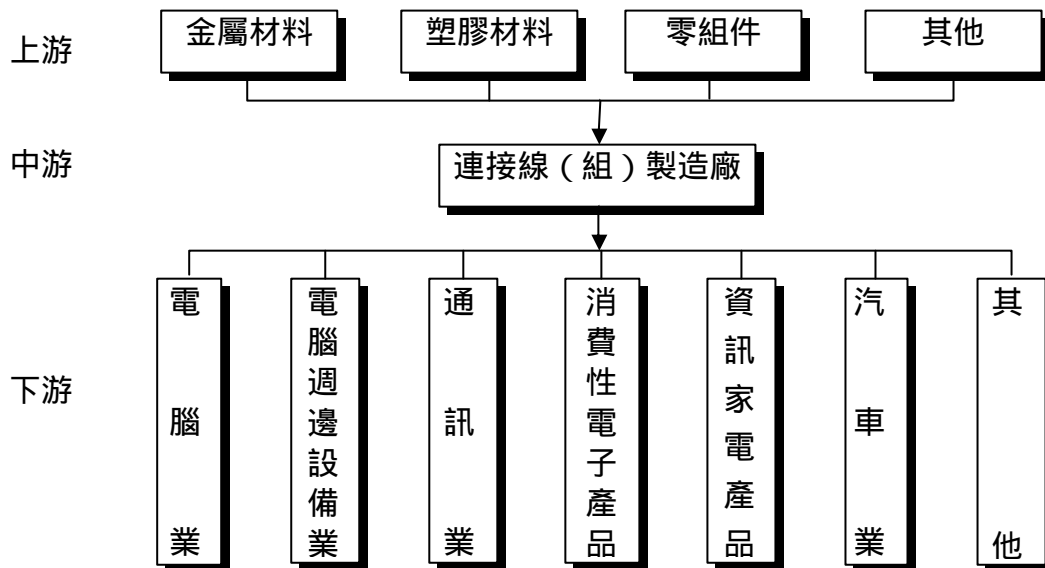 上游
金屬材料
塑膠材料
零組件
其他
中游
連接線（組）製造廠
下游
電腦業
電腦週邊設備業
通訊業
消費性電子產品
資訊家電產品
汽車業
其他